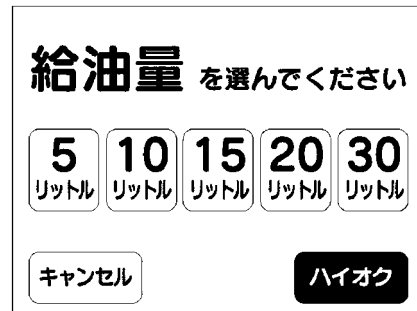 給油量 を選んでください
5 10 15 20 30
リットル リットル リットル リットル リットル
キャンセル ハイオク